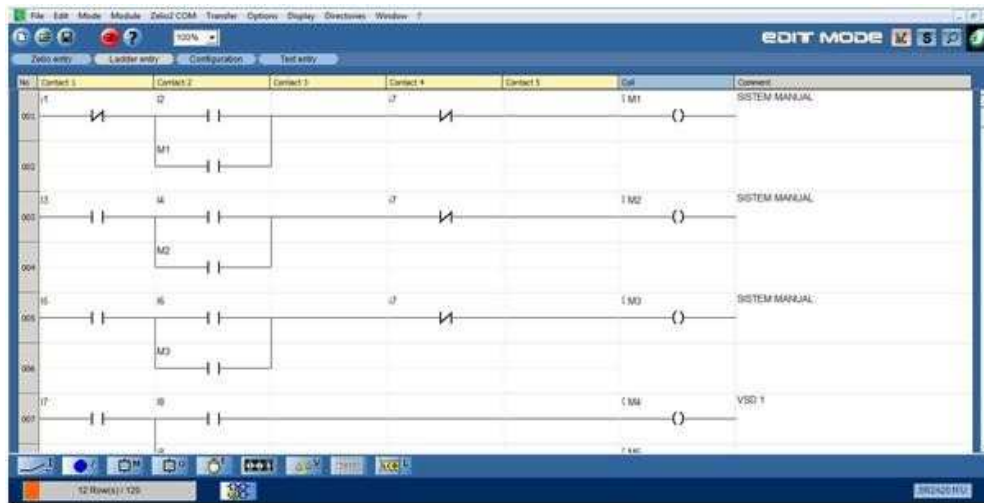 File Edit Mode Module Zelio2 COM Transfer Options Display Directories Window ?
100% EDIT MODE S
Zelio entry Ladder entry Configuration Text entry
No Contact 1 Contact 2 Contact 3 Contact 4 Contact 5 Coil Comment
001 i1 I2 i7 [ M1 SISTEM MANUAL
002 M1
003 I3 I4 i7 [ M2 SISTEM MANUAL
004 M2
005 I5 I6 i7 [ M3 SISTEM MANUAL
006 M3
007 I7 I8 [ M4 VSD 1
12 Row(s) / 120